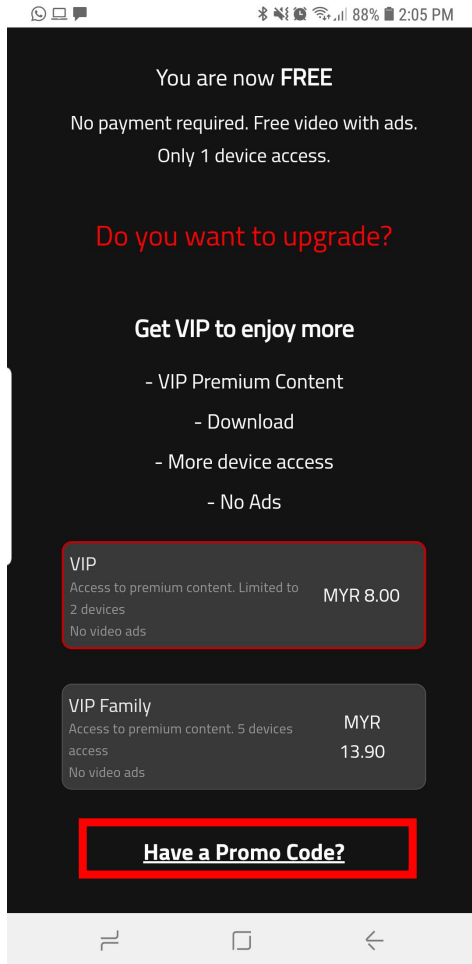 88% 2:05 PM
You are now FREE
No payment required. Free video with ads.
Only 1 device access.
Do you want to upgrade?
Get VIP to enjoy more
- VIP Premium Content
- Download
- More device access
- No Ads
VIP
Access to premium content. Limited to
2 devices
No video ads
MYR 8.00
VIP Family
Access to premium content. 5 devices
access
No video ads
MYR
13.90
Have a Promo Code?